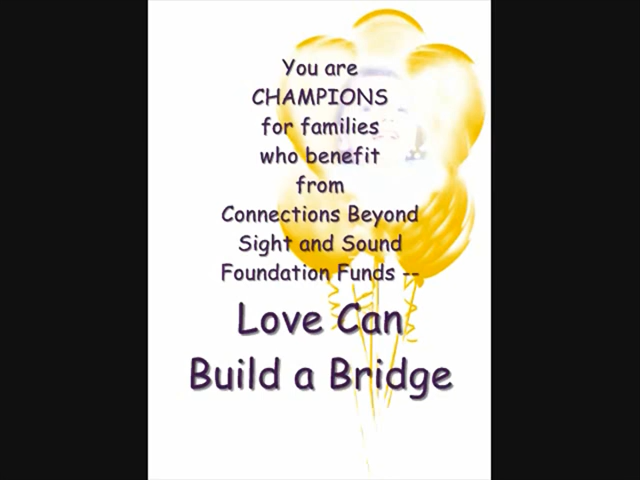 You are
CHAMPIONS
for families
who benefit
from
Connections Beyond
Sight and Sound
Foundation Funds --
Love Can
Build a Bridge